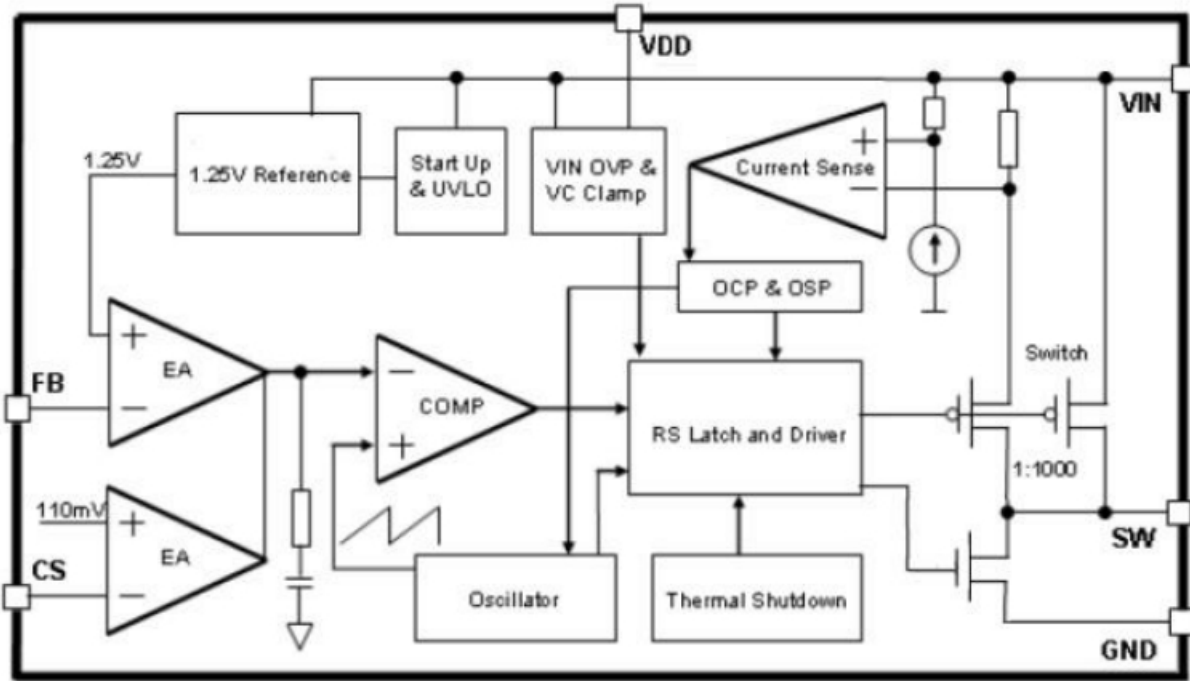 VDD
VIN
1.25V
1.25V Reference
Start Up
& UVLO
VIN OVP &
VC Clamp
+
Current Sense
−
OCP & OSP
Switch
FB
+
EA
−
−
COMP
+
RS Latch and Driver
1:1000
110mV
+
EA
−
CS
Oscillator
Thermal Shutdown
SW
GND